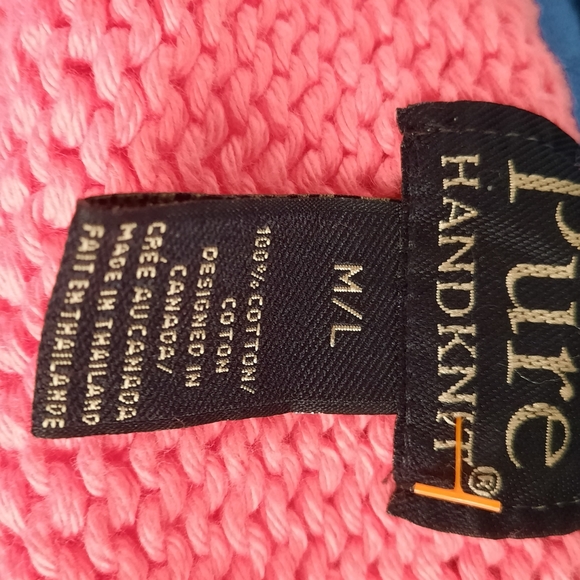 pure
HANDKNIT®
M/L
100% COTTON/
COTON
DESIGNED IN
CANADA/
CRÉE AU CANADA
MADE IN THAILAND
FAIT EN THAILANDE